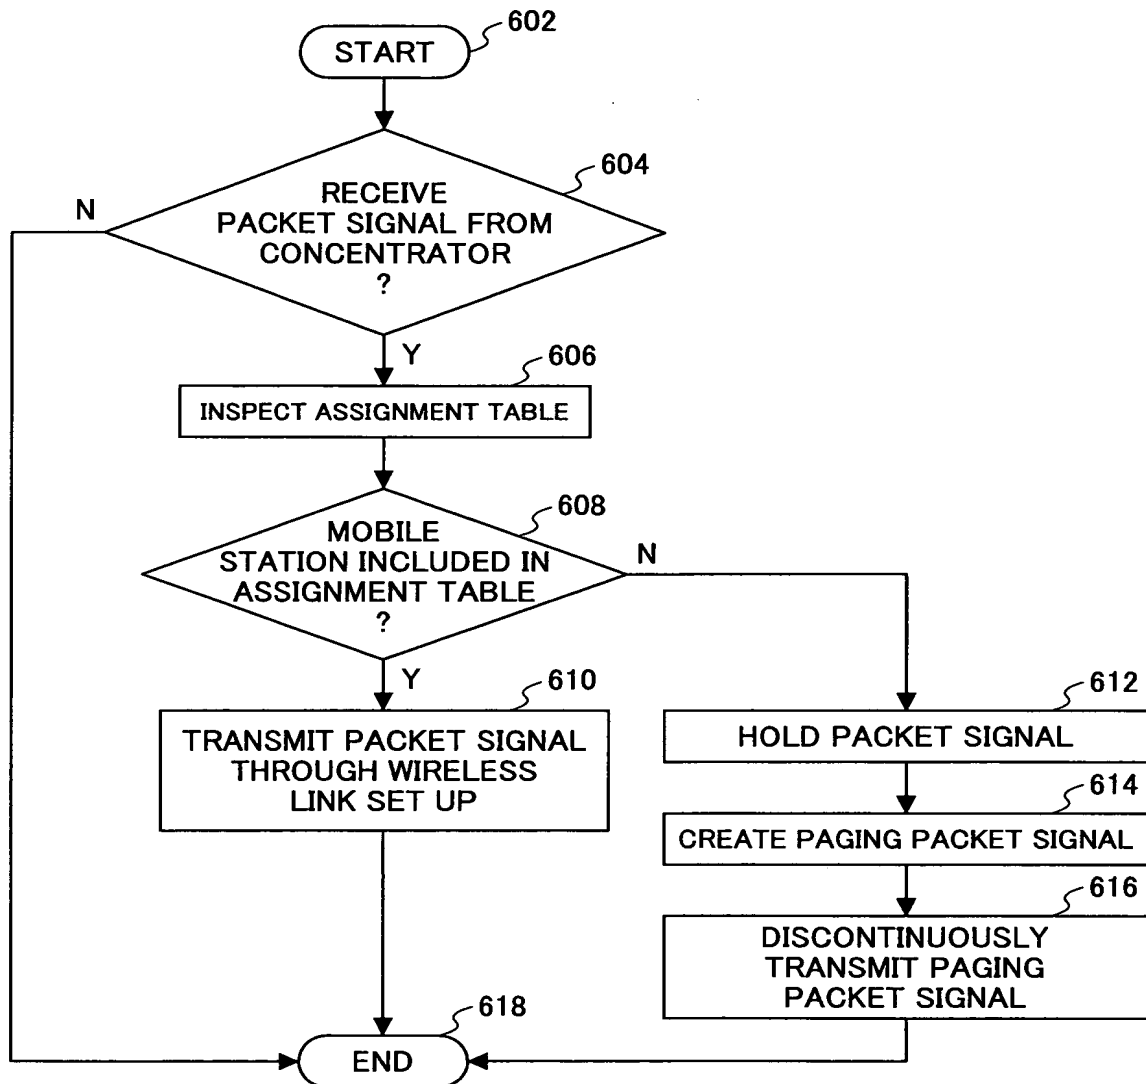 602
START
604
RECEIVE
PACKET SIGNAL FROM
CONCENTRATOR
?
N
Y
606
INSPECT ASSIGNMENT TABLE
608
MOBILE
STATION INCLUDED IN
ASSIGNMENT TABLE
?
N
Y
610
TRANSMIT PACKET SIGNAL
THROUGH WIRELESS
LINK SET UP
612
HOLD PACKET SIGNAL
614
CREATE PAGING PACKET SIGNAL
616
DISCONTINUOUSLY
TRANSMIT PAGING
PACKET SIGNAL
618
END